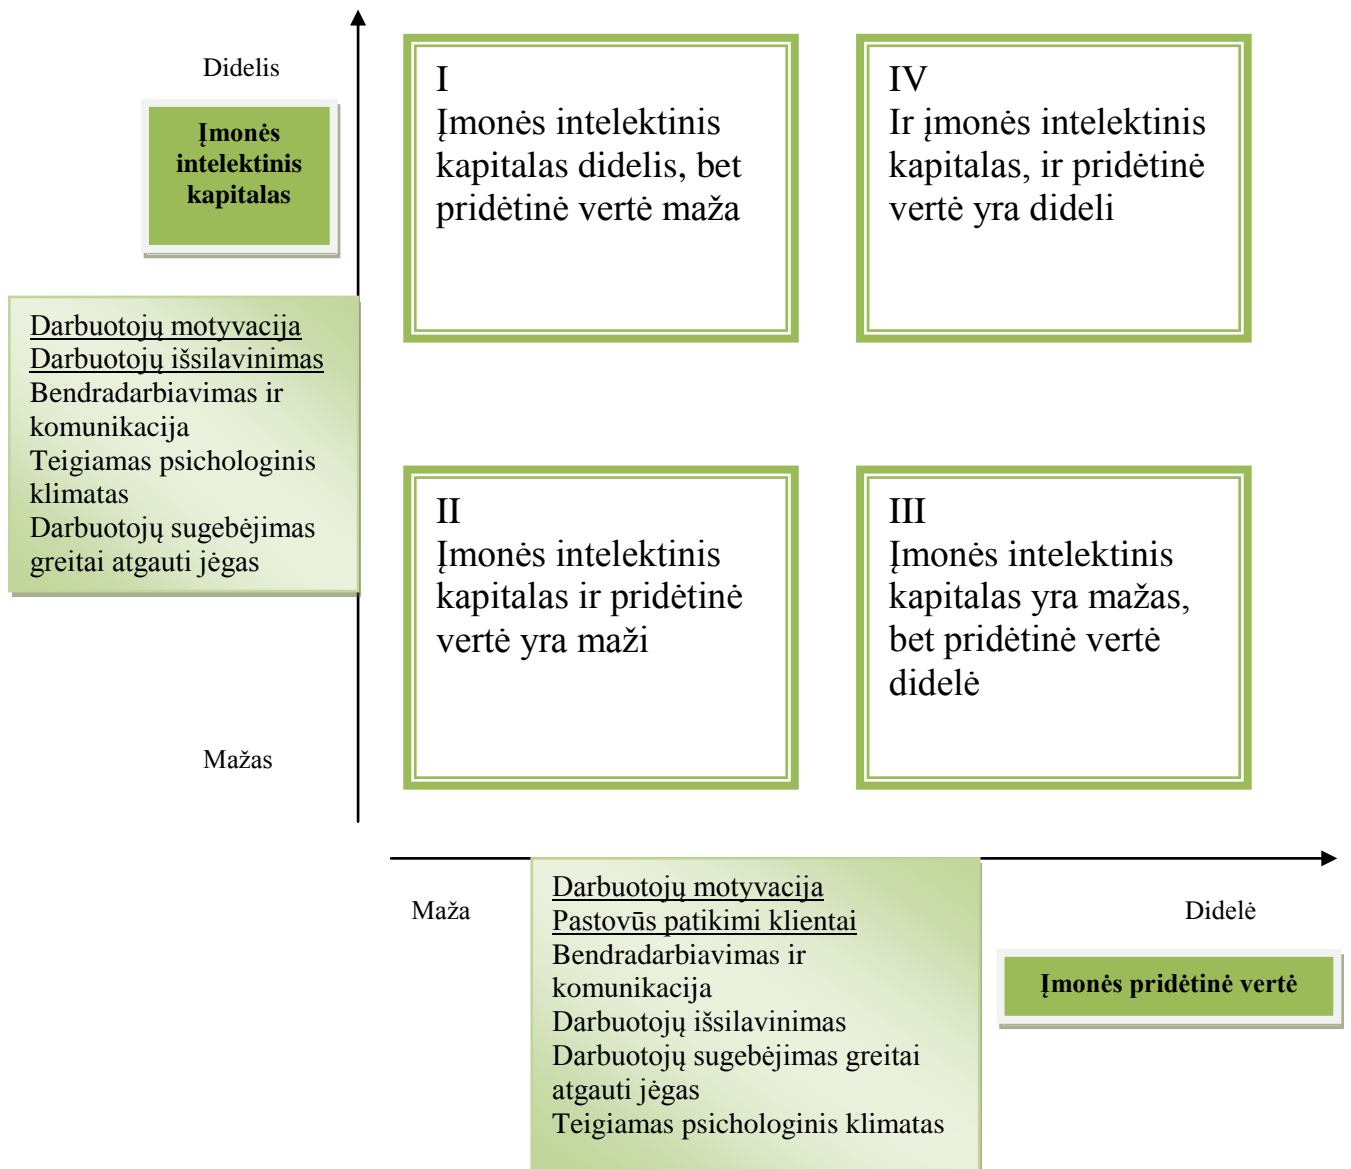 Didelis
Įmonės
intelektinis
kapitalas
I
Įmonės intelektinis
kapitalas didelis, bet
pridėtinė vertė maža
IV
Ir įmonės intelektinis
kapitalas, ir pridėtinė
vertė yra dideli
Darbuotojų motyvacija
Darbuotojų išsilavinimas
Bendradarbiavimas ir
komunikacija
Teigiamas psichologinis
klimatas
Darbuotojų sugebėjimas
greitai atgauti jėgas
II
Įmonės intelektinis
kapitalas ir pridėtinė
vertė yra maži
III
Įmonės intelektinis
kapitalas yra mažas,
bet pridėtinė vertė
didelė
Mažas
Maža
Darbuotojų motyvacija
Pastovūs patikimi klientai
Bendradarbiavimas ir
komunikacija
Darbuotojų išsilavinimas
Darbuotojų sugebėjimas greitai
atgauti jėgas
Teigiamas psichologinis klimatas
Didelė
Įmonės pridėtinė vertė